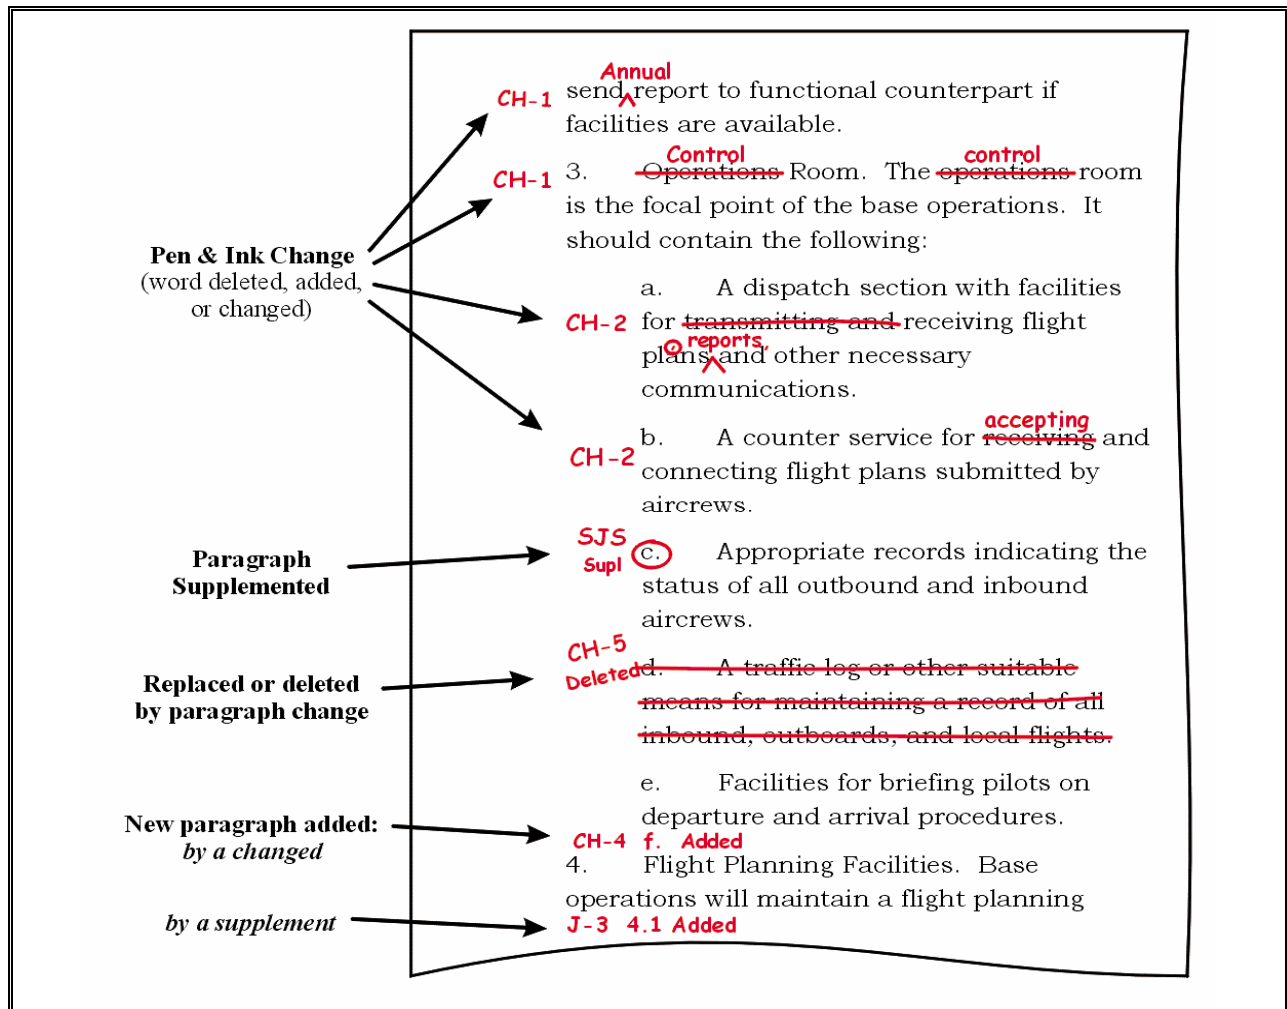 Annual
CH-1 send report to functional counterpart if
facilities are available.
Control control
CH-1 3. Operations Room. The operations room
is the focal point of the base operations. It
should contain the following:
Pen & Ink Change
(word deleted, added,
or changed)
a. A dispatch section with facilities
CH-2 for transmitting and receiving flight
, reports,
plans and other necessary
communications.
accepting
b. A counter service for receiving and
CH-2 connecting flight plans submitted by
aircrews.
Paragraph
Supplemented
SJS
Supl c. Appropriate records indicating the
status of all outbound and inbound
aircrews.
Replaced or deleted
by paragraph change
CH-5
Deleted d. A traffic log or other suitable
means for maintaining a record of all
inbound, outboards, and local flights.
e. Facilities for briefing pilots on
departure and arrival procedures.
New paragraph added:
by a changed
CH-4 f. Added
4. Flight Planning Facilities. Base
operations will maintain a flight planning
by a supplement
J-3 4.1 Added